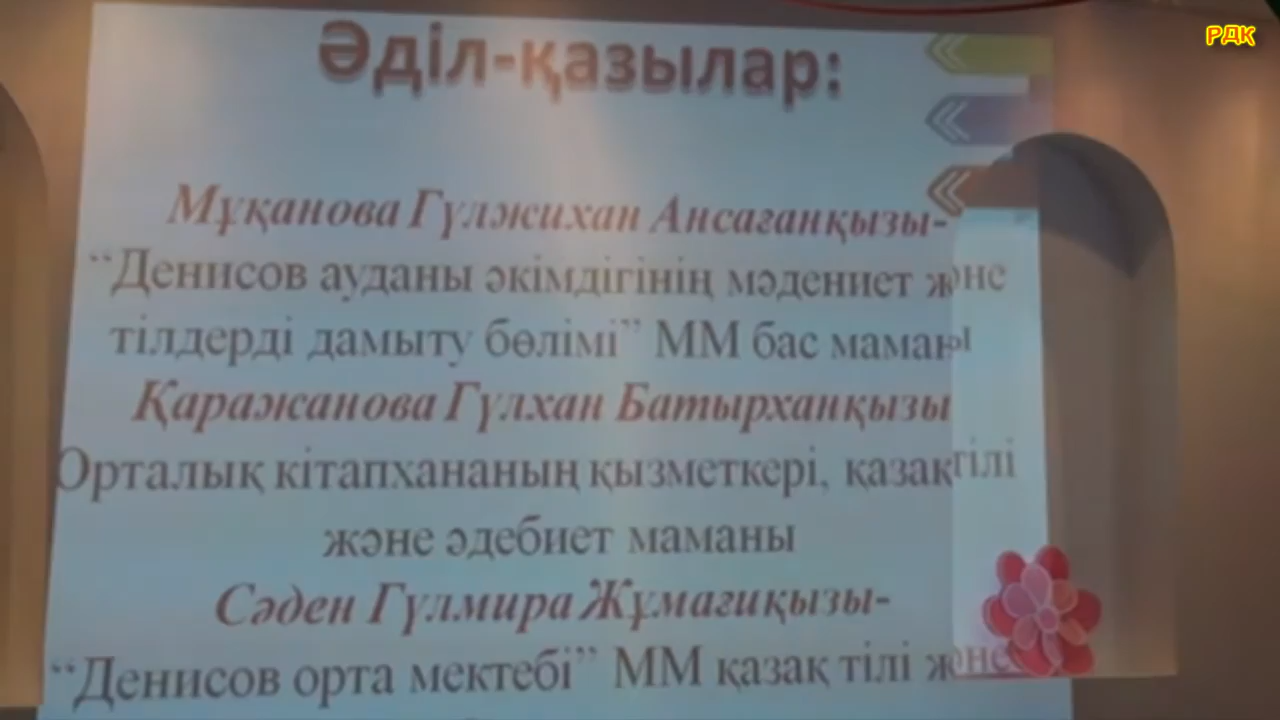 РДК
Әділ-қазылар:
Мұқанова Гүлжихан Ансағанқызы-
“Денисов ауданы әкімдігінің мәдениет және
тілдерді дамыту бөлімі” ММ бас маманы
Қаражанова Гүлхан Батырханқызы
Орталық кітапхананың қызметкері, қазақ тілі
және әдебиет маманы
Сәден Гүлмира Жұмағиқызы-
“Денисов орта мектебі” ММ қазақ тілі және